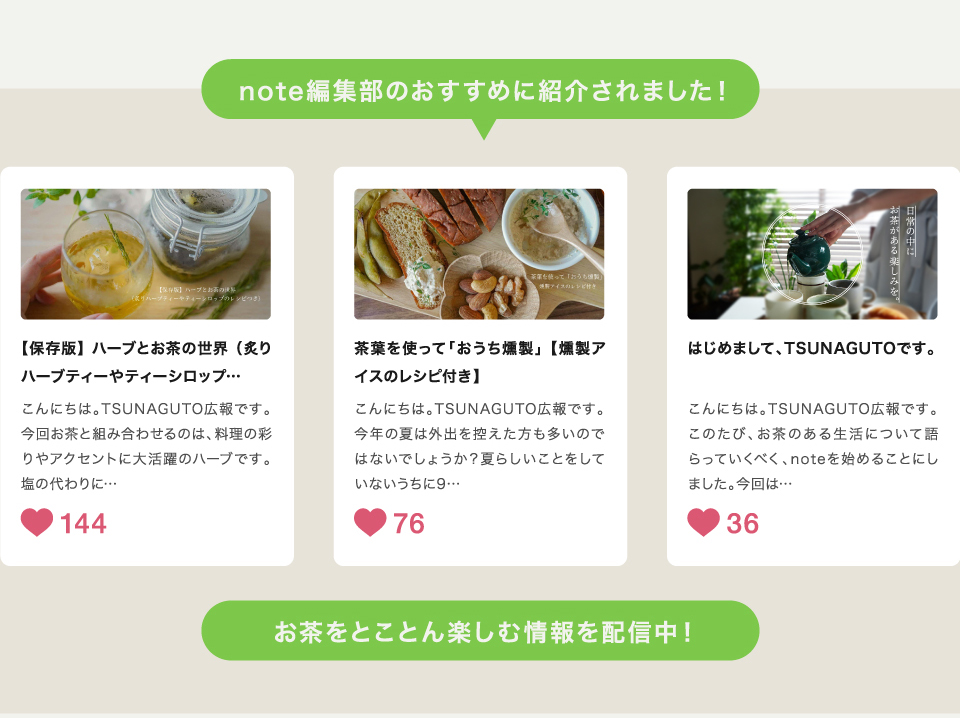 note編集部のおすすめに紹介されました!
【保存版】ハーブとお茶の世界
(炙りハーブティーやティーシロップのレシピつき)
【保存版】ハーブとお茶の世界(炙り
ハーブティーやティーシロップ…
こんにちは。TSUNAGUTO広報です。
今回お茶と組み合わせるのは、料理の彩
りやアクセントに大活躍のハーブです。
塩の代わりに…
144
茶葉を使って「おうち燻製」
燻製アイスのレシピ付き
茶葉を使って「おうち燻製」【燻製ア
イスのレシピ付き】
こんにちは。TSUNAGUTO広報です。
今年の夏は外出を控えた方も多いので
はないでしょうか?夏らしいことをして
いないうちに9…
76
日常の中に
お茶がある楽しみを。
はじめまして、TSUNAGUTOです。
こんにちは。TSUNAGUTO広報です。
このたび、お茶のある生活について語
らっていくべく、noteを始めることにし
ました。今回は…
36
お茶をとことん楽しむ情報を配信中!